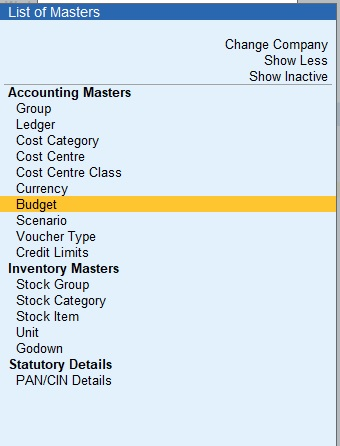 List of Masters
Change Company
Show Less
Show Inactive
Accounting Masters
Group
Ledger
Cost Category
Cost Centre
Cost Centre Class
Currency
Budget
Scenario
Voucher Type
Credit Limits
Inventory Masters
Stock Group
Stock Category
Stock Item
Unit
Godown
Statutory Details
PAN/CIN Details